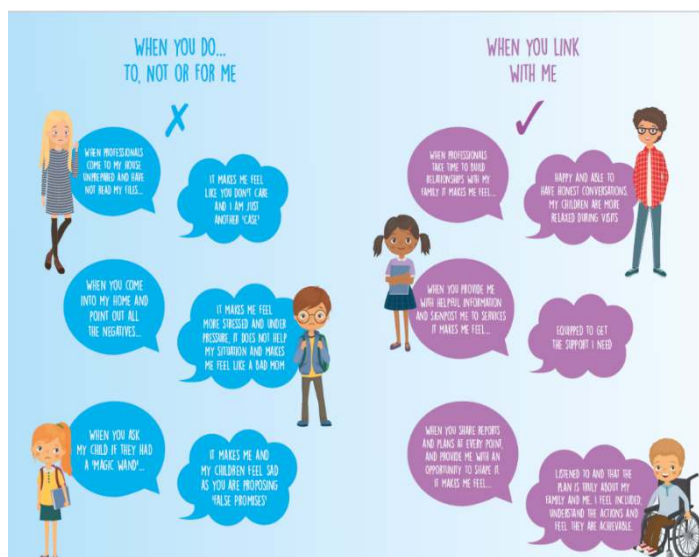 WHEN YOU DO...
TO, NOT OR FOR ME
WHEN PROFESSIONALS
COME TO MY HOUSE
UNPREPARED AND HAVE
NOT READ MY FILES...
IT MAKES ME FEEL
LIKE YOU DON'T CARE
AND I AM JUST
ANOTHER 'CASE'
WHEN YOU COME
INTO MY HOME AND
POINT OUT ALL
THE NEGATIVES...
IT MAKES ME FEEL
MORE STRESSED AND UNDER
PRESSURE, IT DOES NOT HELP
MY SITUATION AND MAKES
ME FEEL LIKE A BAD MOM
WHEN YOU ASK
MY CHILD IF THEY HAD
A 'MAGIC WAND'...
IT MAKES ME AND
MY CHILDREN FEEL SAD
AS YOU ARE PROPOSING
'FALSE PROMISES'
WHEN YOU LINK
WITH ME
WHEN PROFESSIONALS
TAKE TIME TO BUILD
RELATIONSHIPS WITH MY
FAMILY IT MAKES ME FEEL...
HAPPY AND ABLE TO
HAVE HONEST CONVERSATIONS.
MY CHILDREN ARE MORE
RELAXED DURING VISITS
WHEN YOU PROVIDE ME
WITH HELPFUL INFORMATION
AND SIGNPOST ME TO SERVICES
IT MAKES ME FEEL...
EQUIPPED TO GET
THE SUPPORT I NEED
WHEN YOU SHARE REPORTS
AND PLANS AT EVERY POINT,
AND PROVIDE ME WITH AN
OPPORTUNITY TO SHAPE IT.
IT MAKES ME FEEL...
LISTENED TO AND THAT THE
PLAN IS TRULY ABOUT MY
FAMILY AND ME. I FEEL INCLUDED,
UNDERSTAND THE ACTIONS AND
FEEL THEY ARE ACHIEVABLE.